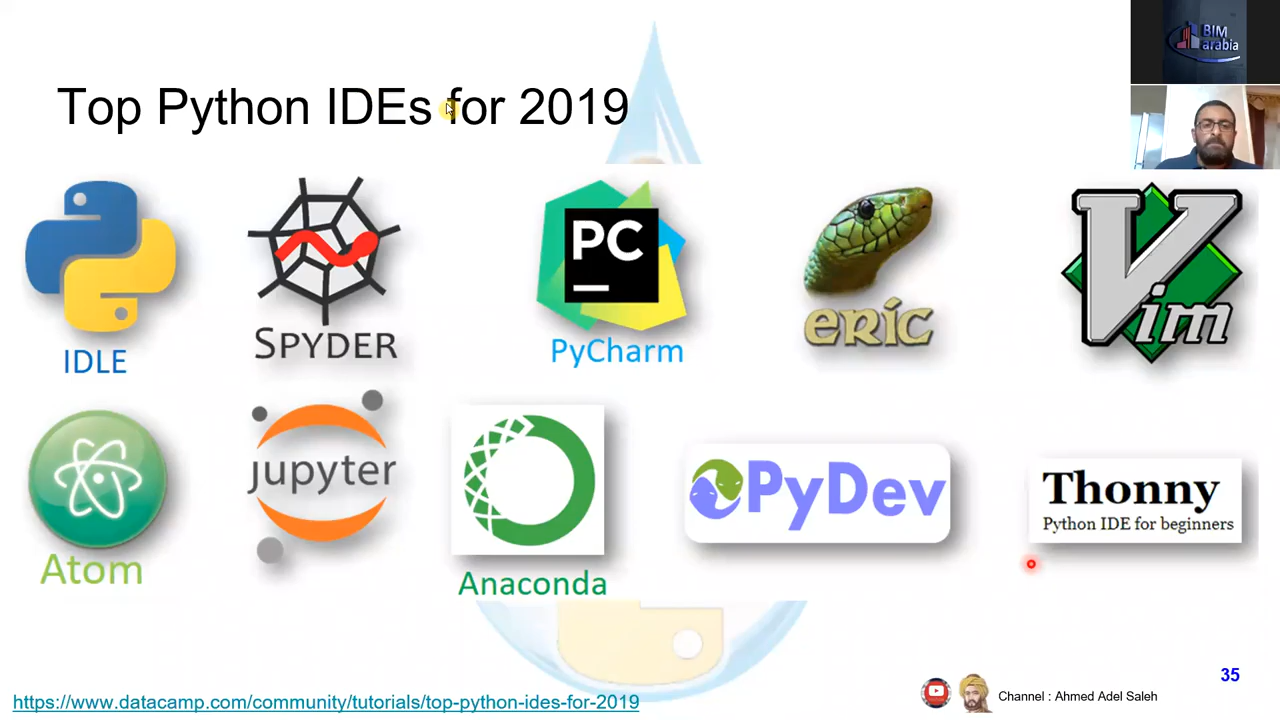 BIM
arabia
Top Python IDEs for 2019
IDLE
SPYDER
PC
PyCharm
eric
Vim
Atom
jupyter
Anaconda
PyDev
Thonny
Python IDE for beginners
35
https://www.datacamp.com/community/tutorials/top-python-ides-for-2019
Channel : Ahmed Adel Saleh